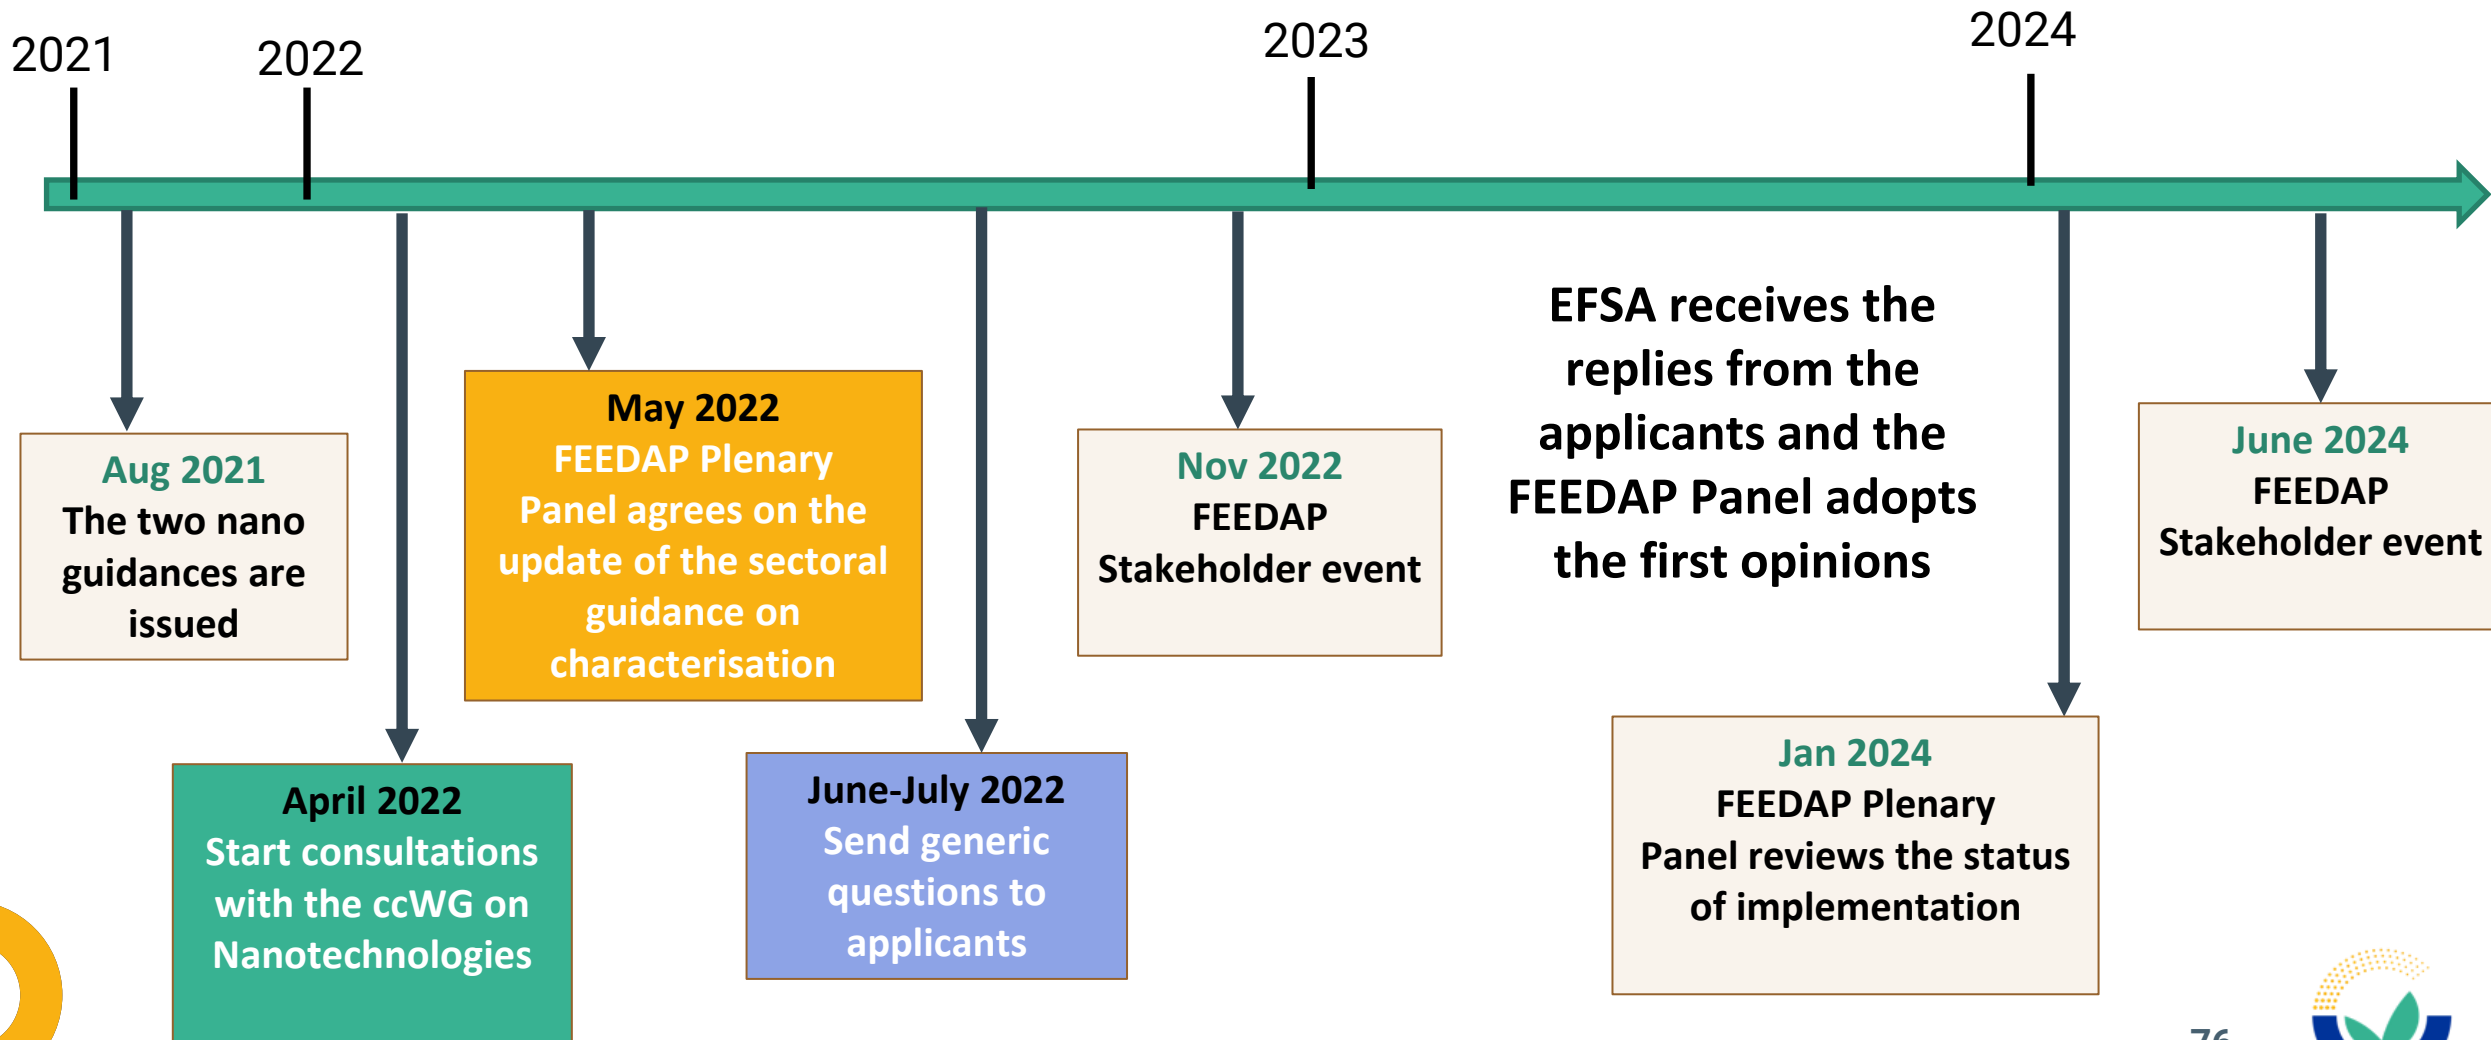 2021
2022
2023
2024
Aug 2021
The two nano
guidances are
issued
April 2022
Start consultations
with the ccWG on
Nanotechnologies
May 2022
FEEDAP Plenary
Panel agrees on the
update of the sectoral
guidance on
characterisation
June-July 2022
Send generic
questions to
applicants
Nov 2022
FEEDAP
Stakeholder event
EFSA receives the
replies from the
applicants and the
FEEDAP Panel adopts
the first opinions
Jan 2024
FEEDAP Plenary
Panel reviews the status
of implementation
June 2024
FEEDAP
Stakeholder event
76